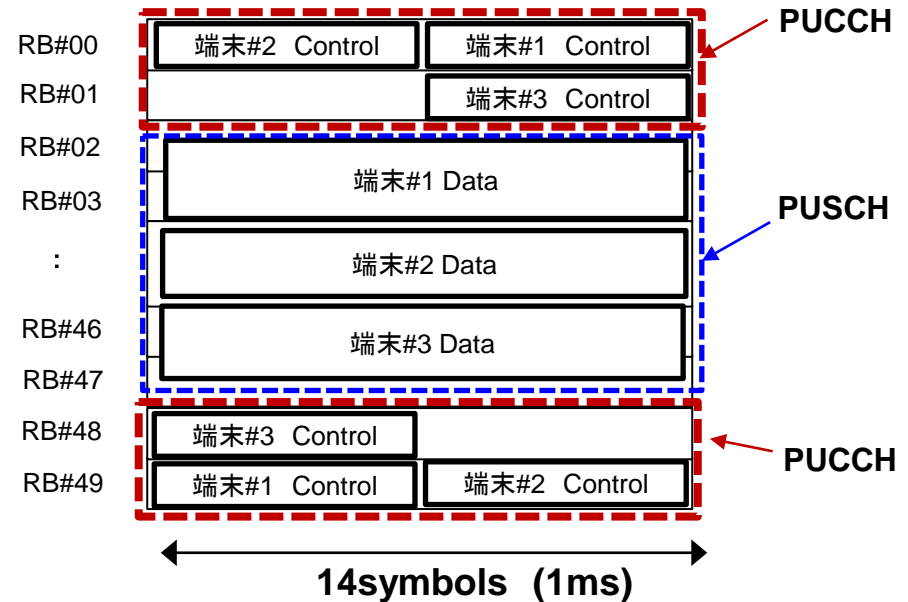 PUCCH
RB#00 端末#2 Control 端末#1 Control
RB#01 端末#3 Control
RB#02
端末#1 Data
RB#03
PUSCH
: 端末#2 Data
RB#46
端末#3 Data
RB#47
RB#48 端末#3 Control
PUCCH
RB#49 端末#1 Control 端末#2 Control
14symbols (1ms)